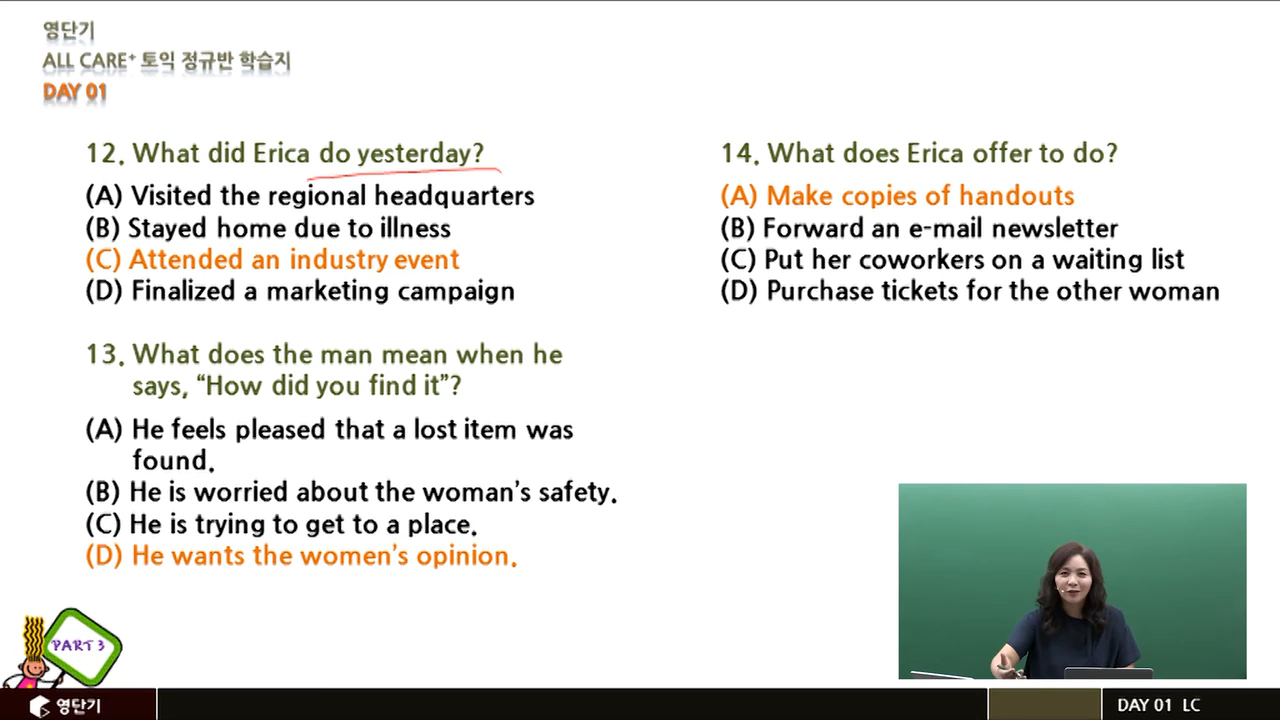 영단기
ALL CARE+ 토익 정규반 학습지
DAY 01
12. What did Erica do yesterday?
(A) Visited the regional headquarters
(B) Stayed home due to illness
(C) Attended an industry event
(D) Finalized a marketing campaign
13. What does the man mean when he
says, “How did you find it”?
(A) He feels pleased that a lost item was
found.
(B) He is worried about the woman’s safety.
(C) He is trying to get to a place.
(D) He wants the women’s opinion.
14. What does Erica offer to do?
(A) Make copies of handouts
(B) Forward an e-mail newsletter
(C) Put her coworkers on a waiting list
(D) Purchase tickets for the other woman
PART 3
영단기
DAY 01 LC